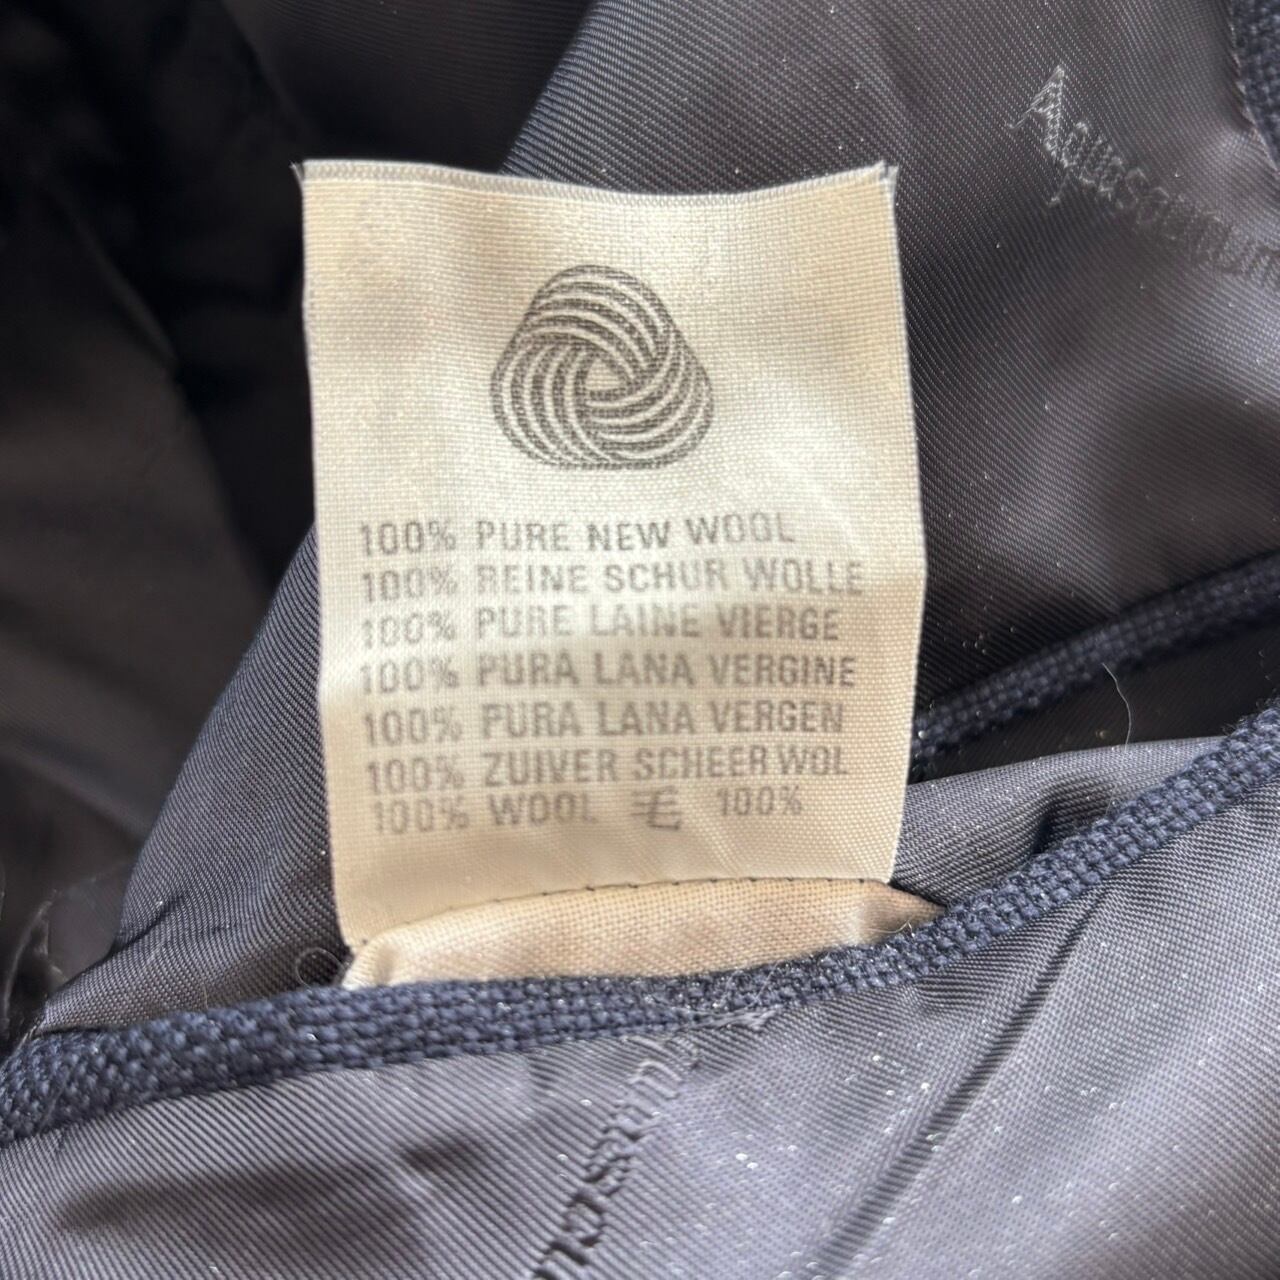 Aquascutum
100% PURE NEW WOOL
100% REINE SCHUR WOLLE
100% PURE LAINE VIERGE
100% PURA LANA VERGINE
100% PURA LANA VERGEN
100% ZUIVER SCHEER WOL
100% WOOL 毛 100%